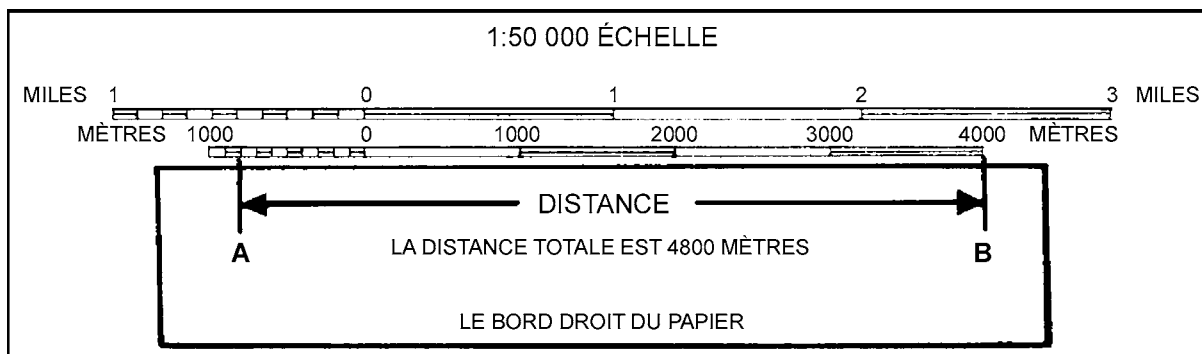 1:50 000 ÉCHELLE
MILES 1 0 1 2 3 MILES
MÈTRES 1000 0 1000 2000 3000 4000 MÈTRES
DISTANCE
A LA DISTANCE TOTALE EST 4800 MÈTRES B
LE BORD DROIT DU PAPIER